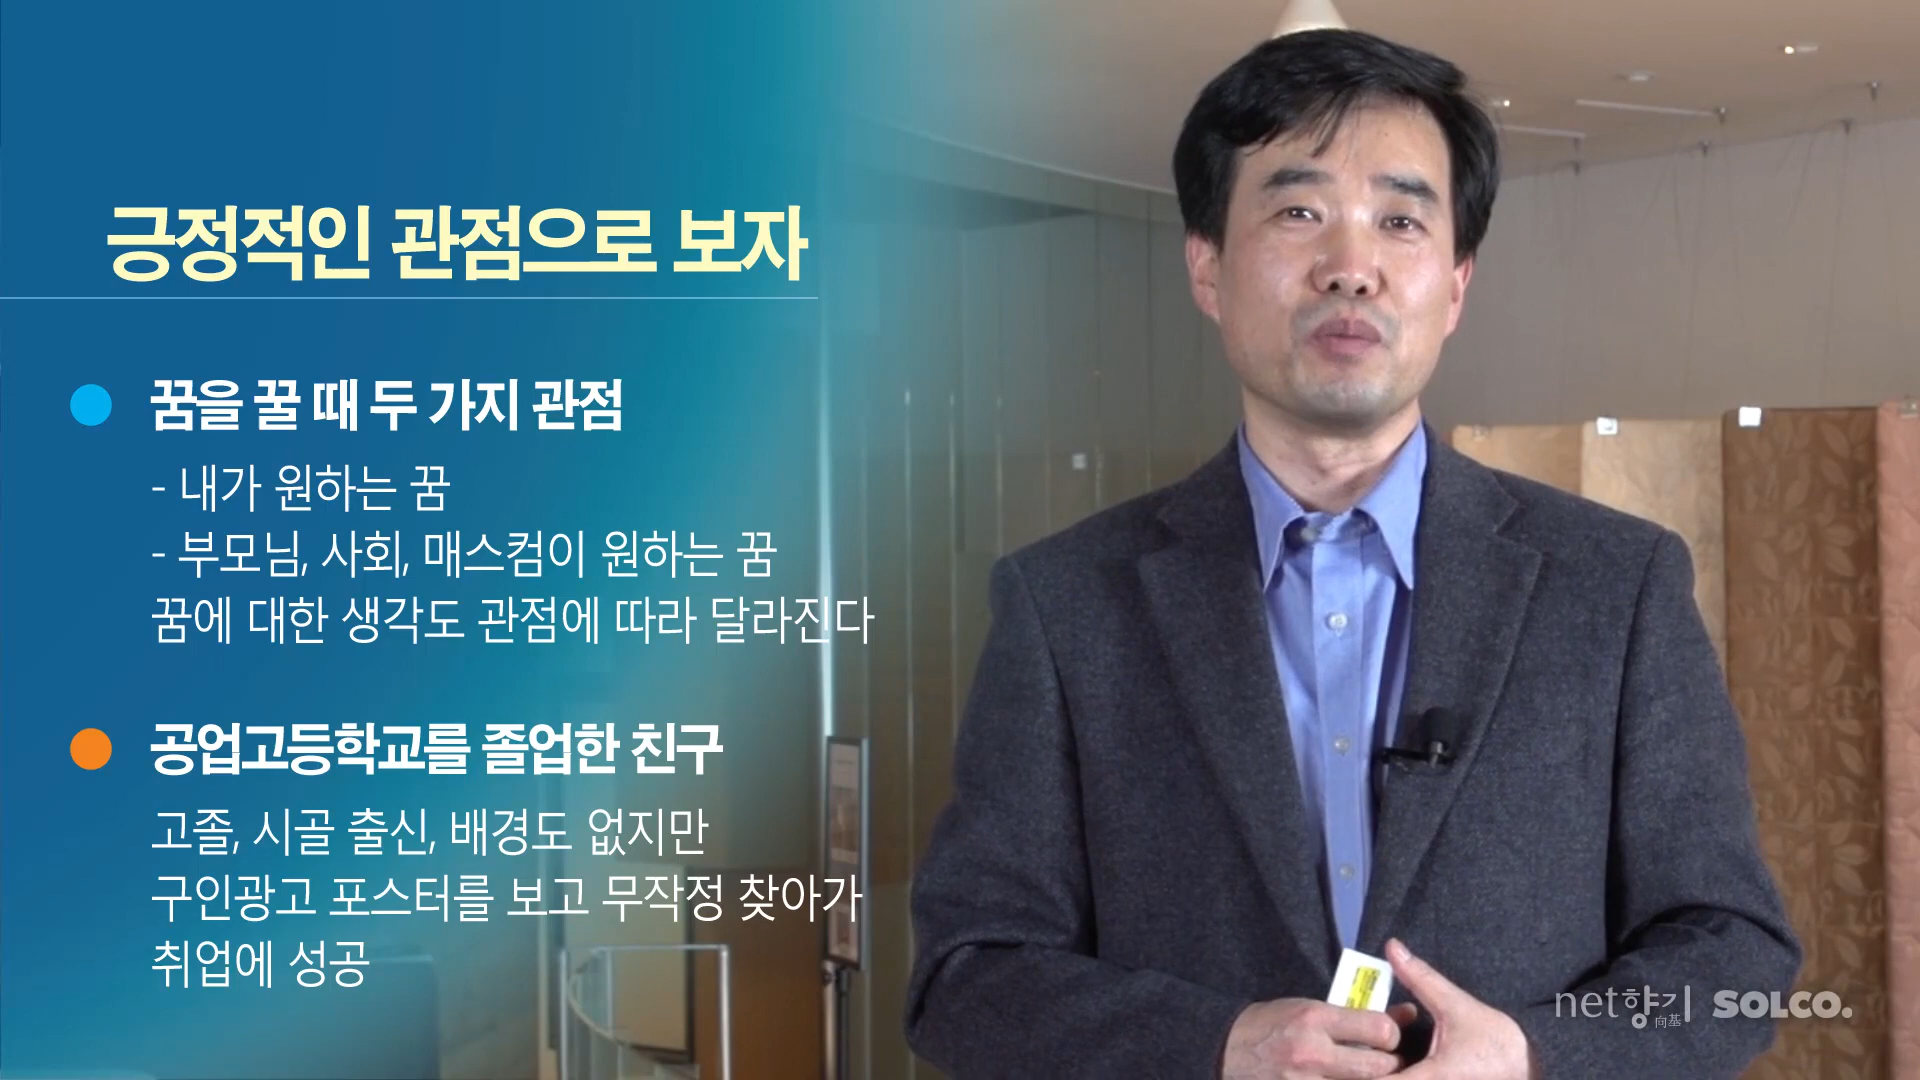 긍정적인 관점으로 보자
꿈을 꿀 때 두 가지 관점
- 내가 원하는 꿈
- 부모님, 사회, 매스컴이 원하는 꿈
꿈에 대한 생각도 관점에 따라 달라진다
공업고등학교를 졸업한 친구
고졸, 시골 출신, 배경도 없지만
구인광고 포스터를 보고 무작정 찾아가
취업에 성공
net향기 SOLCO.
向基